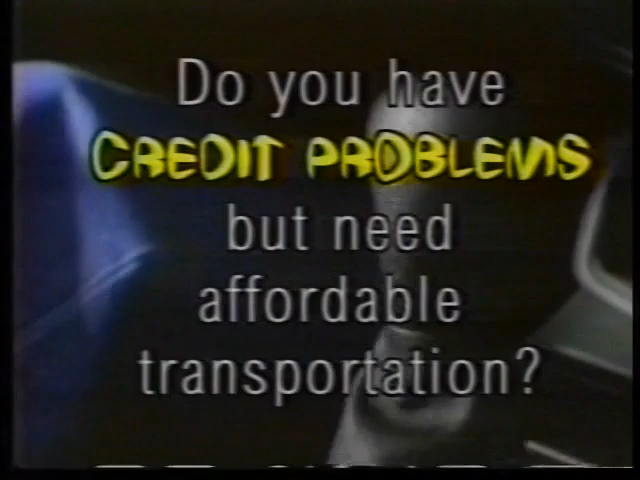 Do you have
CREDIT PROBLEMS
but need
affordable
transportation?